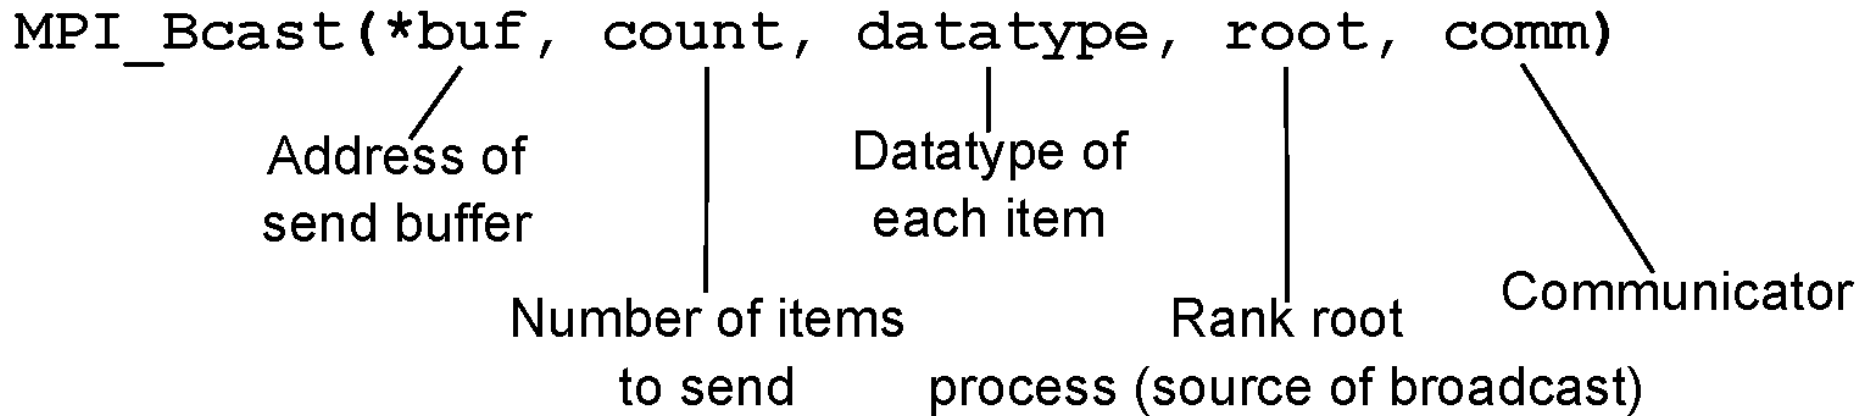 MPI_Bcast(*buf, count, datatype, root, comm)
Address of
send buffer
Datatype of
each item
Number of items
to send
Rank root
process (source of broadcast)
Communicator